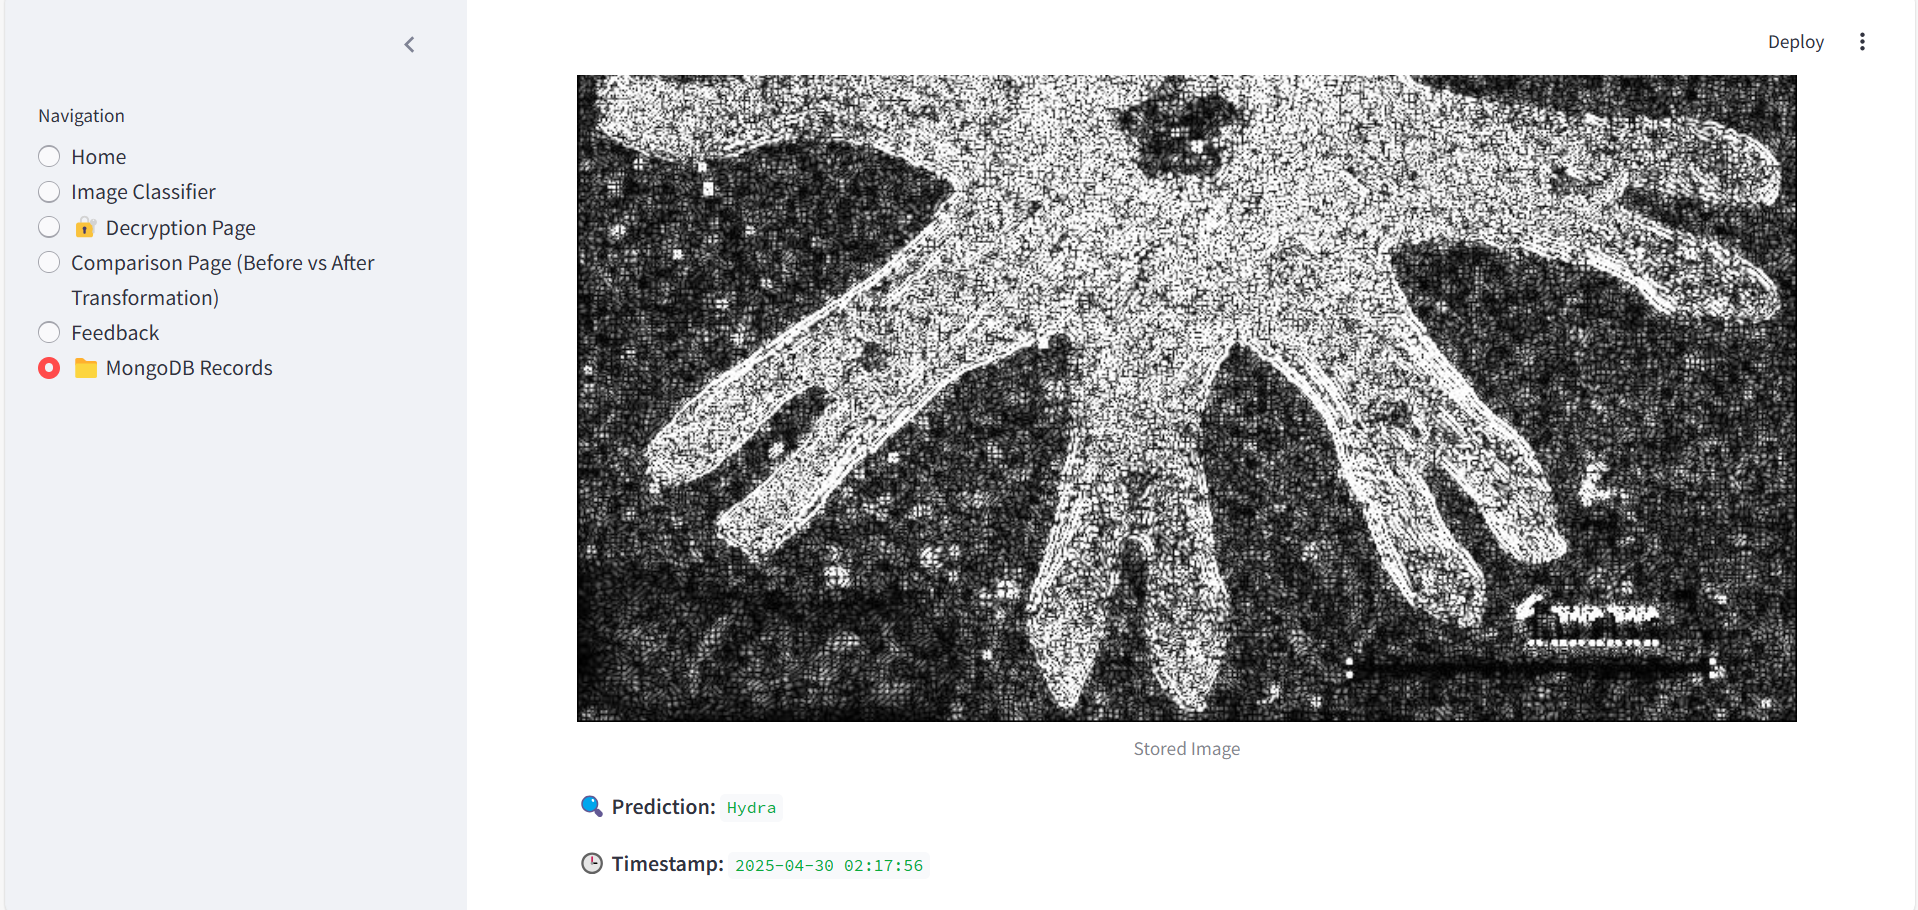 Deploy
Navigation
Home
Image Classifier
🔐 Decryption Page
Comparison Page (Before vs After
Transformation)
Feedback
📁 MongoDB Records
Stored Image
🔍 Prediction: Hydra
🕒 Timestamp: 2025-04-30 02:17:56